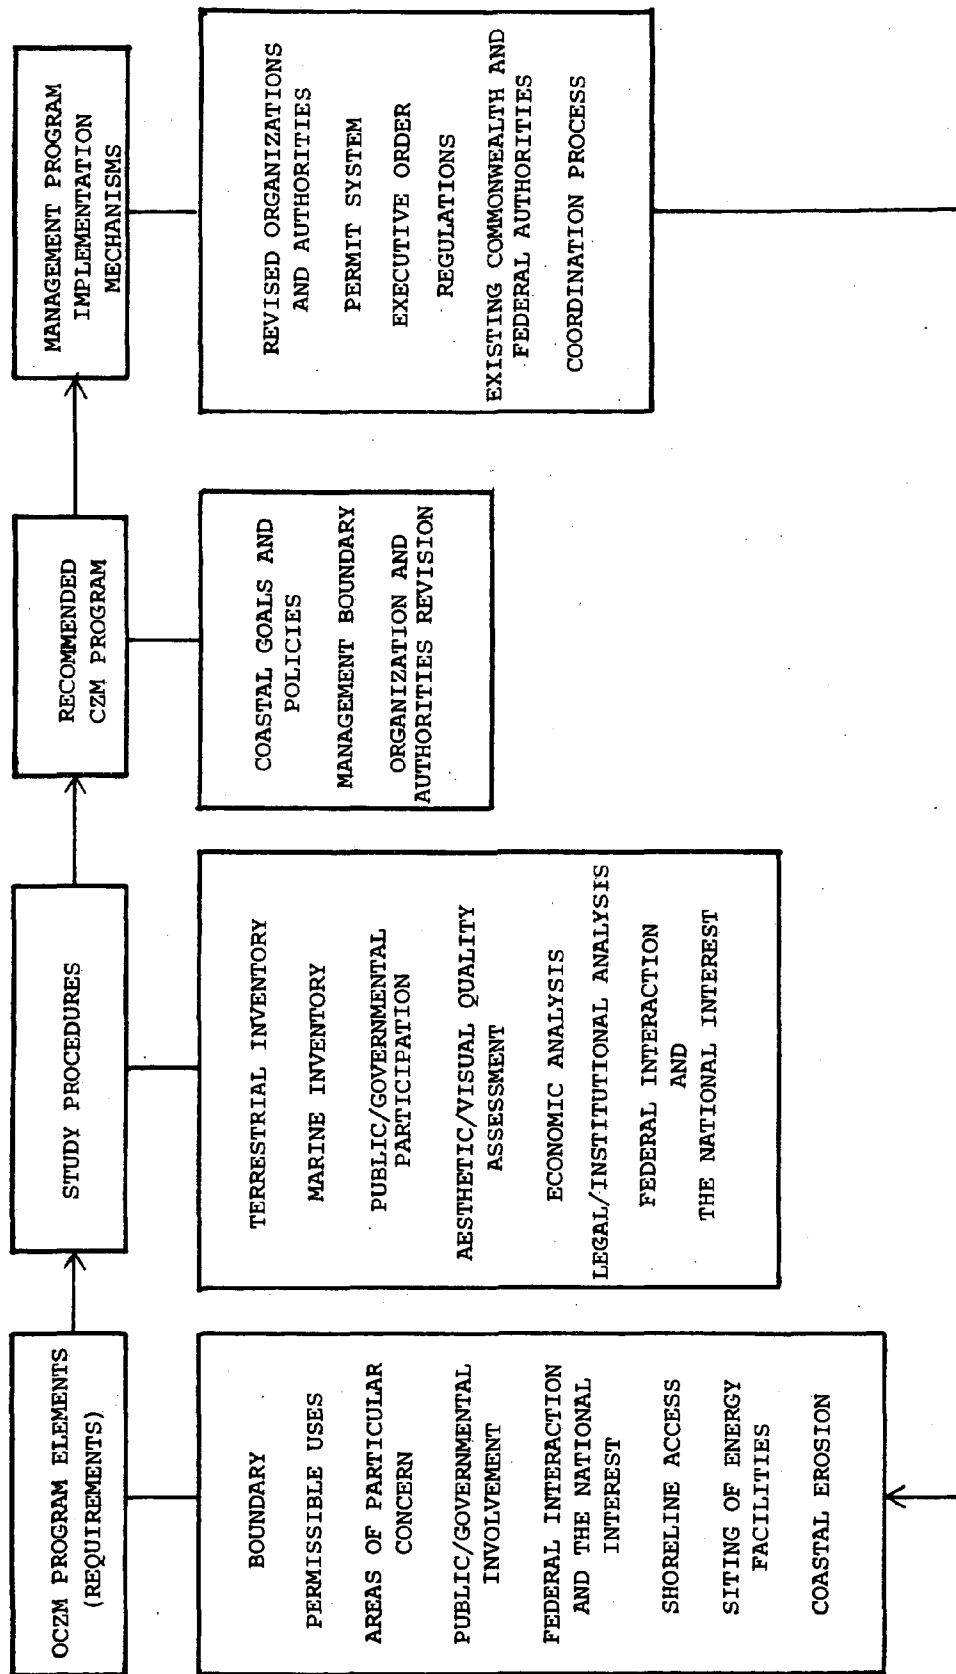 OCZM PROGRAM ELEMENTS
(REQUIREMENTS)
BOUNDARY
PERMISSIBLE USES
AREAS OF PARTICULAR
CONCERN
PUBLIC/GOVERNMENTAL
INVOLVEMENT
FEDERAL INTERACTION
AND THE NATIONAL
INTEREST
SHORELINE ACCESS
SITING OF ENERGY
FACILITIES
COASTAL EROSION
STUDY PROCEDURES
TERRESTRIAL INVENTORY
MARINE INVENTORY
PUBLIC/GOVERNMENTAL
PARTICIPATION
AESTHETIC/VISUAL QUALITY
ASSESSMENT
ECONOMIC ANALYSIS
LEGAL/INSTITUTIONAL ANALYSIS
FEDERAL INTERACTION
AND
THE NATIONAL INTEREST
RECOMMENDED
CZM PROGRAM
COASTAL GOALS AND
POLICIES
MANAGEMENT BOUNDARY
ORGANIZATION AND
AUTHORITIES REVISION
MANAGEMENT PROGRAM
IMPLEMENTATION
MECHANISMS
REVISED ORGANIZATIONS
AND AUTHORITIES
PERMIT SYSTEM
EXECUTIVE ORDER
REGULATIONS
EXISTING COMMONWEALTH AND
FEDERAL AUTHORITIES
COORDINATION PROCESS